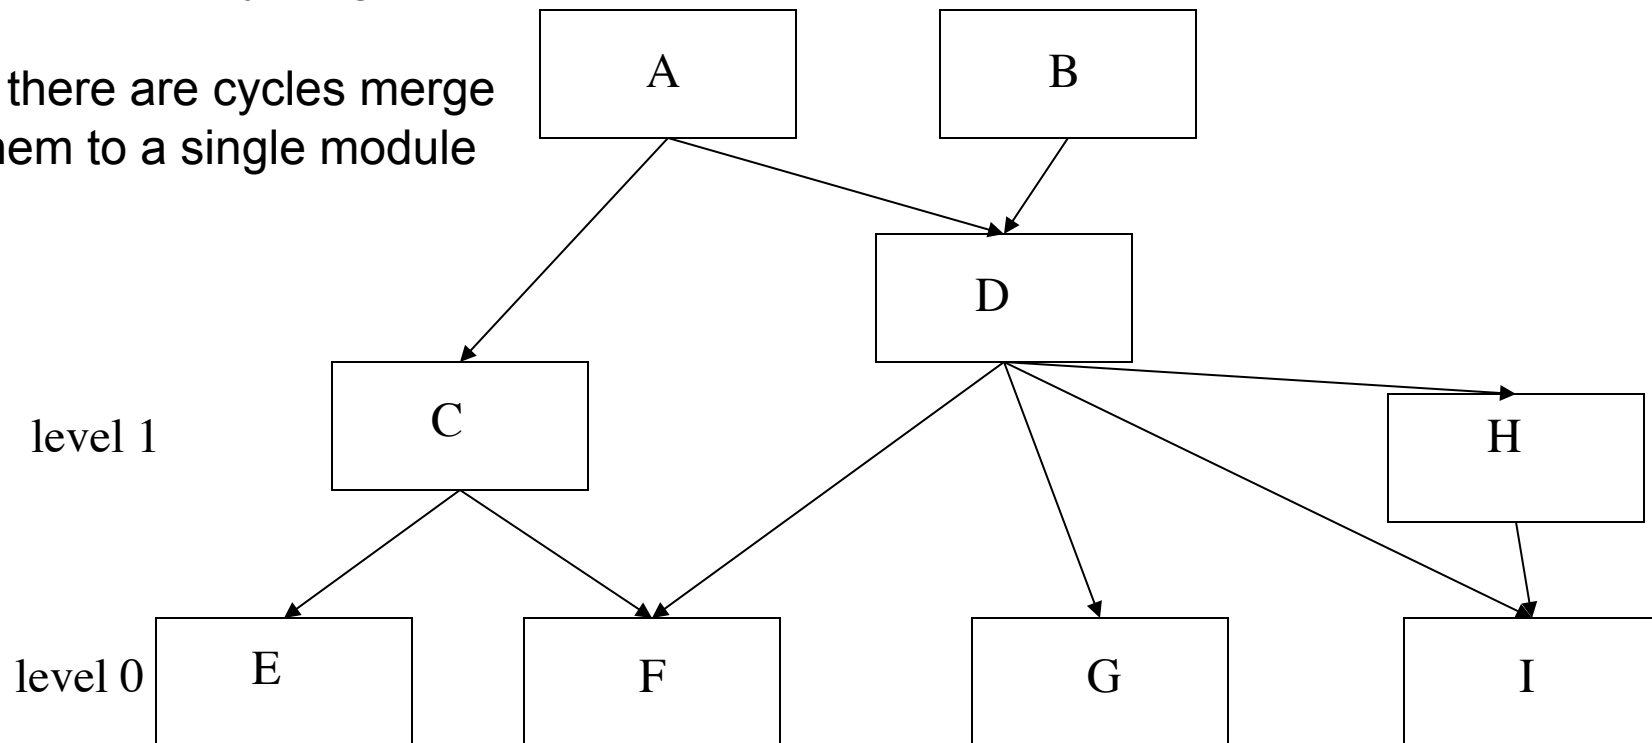 A
B
there are cycles merge
to a single module
D
C
level 1
H
level 0
E
F
G
I